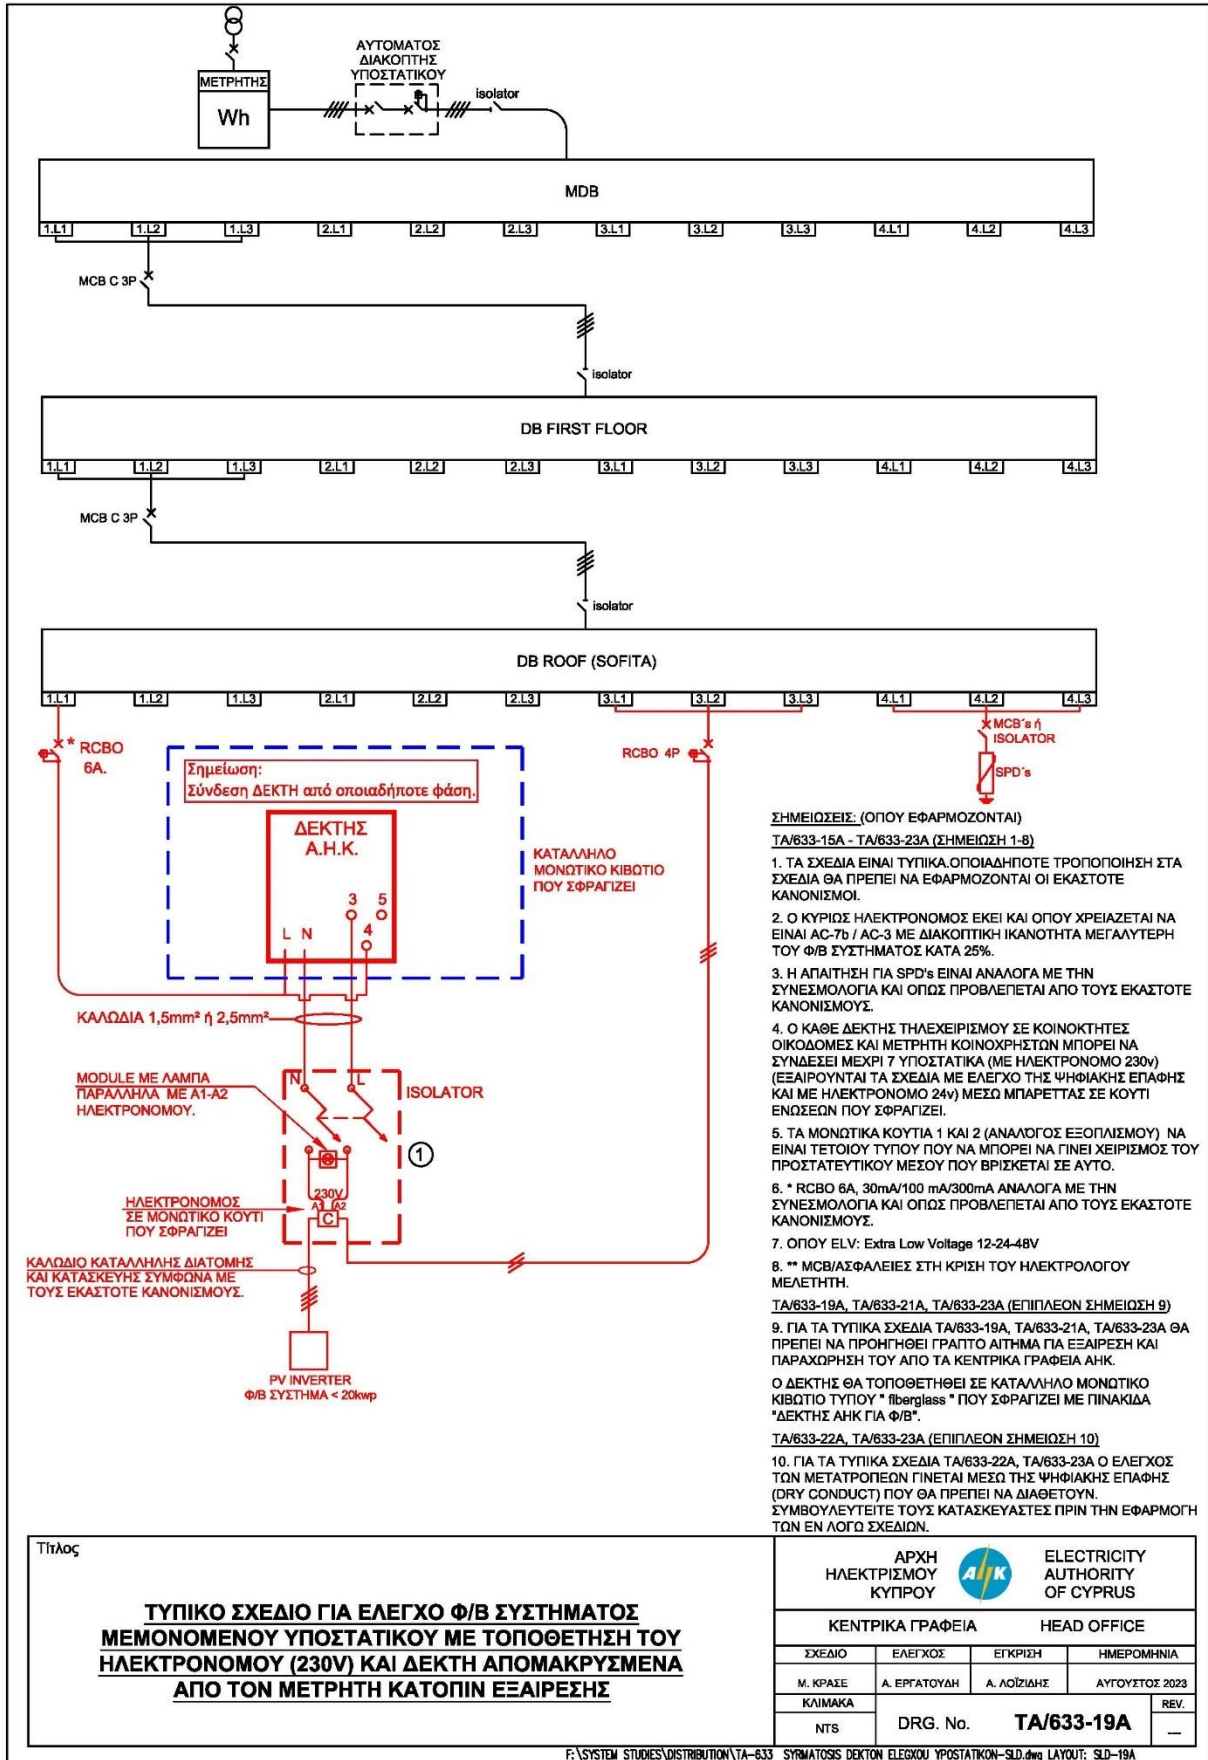 ΑΥΤΟΜΑΤΟΣ
ΔΙΑΚΟΠΤΗΣ
ΥΠΟΣΤΑΤΙΚΟΥ
ΜΕΤΡΗΤΗΣ
Wh
isolator
MDB
1.L1 1.L2 1.L3 2.L1 2.L2 2.L3 3.L1 3.L2 3.L3 4.L1 4.L2 4.L3
MCB C 3P
isolator
DB FIRST FLOOR
1.L1 1.L2 1.L3 2.L1 2.L2 2.L3 3.L1 3.L2 3.L3 4.L1 4.L2 4.L3
MCB C 3P
isolator
DB ROOF (SOFITA)
1.L1 1.L2 1.L3 2.L1 2.L2 2.L3 3.L1 3.L2 3.L3 4.L1 4.L2 4.L3
* RCBO
6A.
RCBO 4P
MCB's ή
ISOLATOR
SPD's
Σημείωση:
Σύνδεση ΔΕΚΤΗ από οποιαδήποτε φάση.
ΔΕΚΤΗΣ
Α.Η.Κ.
3 5
4
L N
ΚΑΤΑΛΛΗΛΟ
ΜΟΝΩΤΙΚΟ ΚΙΒΩΤΙΟ
ΠΟΥ ΣΦΡΑΓΙΖΕΙ
ΚΑΛΩΔΙΑ 1,5mm² ή 2,5mm²
N L
ISOLATOR
MODULE ΜΕ ΛΑΜΠΑ
ΠΑΡΑΛΛΗΛΑ ΜΕ Α1-Α2
ΗΛΕΚΤΡΟΝΟΜΟΥ.
1
230V
A1 A2
C
ΗΛΕΚΤΡΟΝΟΜΟΣ
ΣΕ ΜΟΝΩΤΙΚΟ ΚΟΥΤΙ
ΠΟΥ ΣΦΡΑΓΙΖΕΙ
ΚΑΛΩΔΙΟ ΚΑΤΑΛΛΗΛΗΣ ΔΙΑΤΟΜΗΣ
ΚΑΙ ΚΑΤΑΣΚΕΥΗΣ ΣΥΜΦΩΝΑ ΜΕ
ΤΟΥΣ ΕΚΑΣΤΟΤΕ ΚΑΝΟΝΙΣΜΟΥΣ.
PV INVERTER
Φ/Β ΣΥΣΤΗΜΑ < 20kwp
ΣΗΜΕΙΩΣΕΙΣ: (ΟΠΟΥ ΕΦΑΡΜΟΖΟΝΤΑΙ)
ΤΑ/633-15Α - ΤΑ/633-23Α (ΣΗΜΕΙΩΣΗ 1-8)
1. ΤΑ ΣΧΕΔΙΑ ΕΙΝΑΙ ΤΥΠΙΚΑ.ΟΠΟΙΑΔΗΠΟΤΕ ΤΡΟΠΟΠΟΙΗΣΗ ΣΤΑ
ΣΧΕΔΙΑ ΘΑ ΠΡΕΠΕΙ ΝΑ ΕΦΑΡΜΟΖΟΝΤΑΙ ΟΙ ΕΚΑΣΤΟΤΕ
ΚΑΝΟΝΙΣΜΟΙ.
2. Ο ΚΥΡΙΩΣ ΗΛΕΚΤΡΟΝΟΜΟΣ ΕΚΕΙ ΚΑΙ ΟΠΟΥ ΧΡΕΙΑΖΕΤΑΙ ΝΑ
ΕΙΝΑΙ AC-7b / AC-3 ΜΕ ΔΙΑΚΟΠΤΙΚΗ ΙΚΑΝΟΤΗΤΑ ΜΕΓΑΛΥΤΕΡΗ
ΤΟΥ Φ/Β ΣΥΣΤΗΜΑΤΟΣ ΚΑΤΑ 25%.
3. Η ΑΠΑΙΤΗΣΗ ΓΙΑ SPD's ΕΙΝΑΙ ΑΝΑΛΟΓΑ ΜΕ ΤΗΝ
ΣΥΝΕΣΜΟΛΟΓΙΑ ΚΑΙ ΟΠΩΣ ΠΡΟΒΛΕΠΕΤΑΙ ΑΠΟ ΤΟΥΣ ΕΚΑΣΤΟΤΕ
ΚΑΝΟΝΙΣΜΟΥΣ.
4. Ο ΚΑΘΕ ΔΕΚΤΗΣ ΤΗΛΕΧΕΙΡΙΣΜΟΥ ΣΕ ΚΟΙΝΟΚΤΗΤΕΣ
ΟΙΚΟΔΟΜΕΣ ΚΑΙ ΜΕΤΡΗΤΗ ΚΟΙΝΟΧΡΗΣΤΩΝ ΜΠΟΡΕΙ ΝΑ
ΣΥΝΔΕΣΕΙ ΜΕΧΡΙ 7 ΥΠΟΣΤΑΤΙΚΑ (ΜΕ ΗΛΕΚΤΡΟΝΟΜΟ 230v)
(ΕΞΑΙΡΟΥΝΤΑΙ ΤΑ ΣΧΕΔΙΑ ΜΕ ΕΛΕΓΧΟ ΤΗΣ ΨΗΦΙΑΚΗΣ ΕΠΑΦΗΣ
ΚΑΙ ΜΕ ΗΛΕΚΤΡΟΝΟΜΟ 24v) ΜΕΣΩ ΜΠΑΡΕΤΤΑΣ ΣΕ ΚΟΥΤΙ
ΕΝΩΣΕΩΝ ΠΟΥ ΣΦΡΑΓΙΖΕΙ.
5. ΤΑ ΜΟΝΩΤΙΚΑ ΚΟΥΤΙΑ 1 ΚΑΙ 2 (ΑΝΑΛΌΓΟΣ ΕΞΟΠΛΙΣΜΟΥ) ΝΑ
ΕΙΝΑΙ ΤΕΤΟΙΟΥ ΤΥΠΟΥ ΠΟΥ ΝΑ ΜΠΟΡΕΙ ΝΑ ΓΙΝΕΙ ΧΕΙΡΙΣΜΟΣ ΤΟΥ
ΠΡΟΣΤΑΤΕΥΤΙΚΟΥ ΜΕΣΟΥ ΠΟΥ ΒΡΙΣΚΕΤΑΙ ΣΕ ΑΥΤΟ.
6. * RCBO 6A, 30mA/100 mA/300mA ΑΝΑΛΟΓΑ ΜΕ ΤΗΝ
ΣΥΝΕΣΜΟΛΟΓΙΑ ΚΑΙ ΟΠΩΣ ΠΡΟΒΛΕΠΕΤΑΙ ΑΠΟ ΤΟΥΣ ΕΚΑΣΤΟΤΕ
ΚΑΝΟΝΙΣΜΟΥΣ.
7. ΟΠΟΥ ELV: Extra Low Voltage 12-24-48V
8. ** MCB/ΑΣΦΑΛΕΙΕΣ ΣΤΗ ΚΡΙΣΗ ΤΟΥ ΗΛΕΚΤΡΟΛΟΓΟΥ
ΜΕΛΕΤΗΤΗ.
ΤΑ/633-19Α, ΤΑ/633-21Α, ΤΑ/633-23Α (ΕΠΙΠΛΕΟΝ ΣΗΜΕΙΩΣΗ 9)
9. ΓΙΑ ΤΑ ΤΥΠΙΚΑ ΣΧΕΔΙΑ ΤΑ/633-19Α, ΤΑ/633-21Α, ΤΑ/633-23Α ΘΑ
ΠΡΕΠΕΙ ΝΑ ΠΡΟΗΓΗΘΕΙ ΓΡΑΠΤΟ ΑΙΤΗΜΑ ΓΙΑ ΕΞΑΙΡΕΣΗ ΚΑΙ
ΠΑΡΑΧΩΡΗΣΗ ΤΟΥ ΑΠΟ ΤΑ ΚΕΝΤΡΙΚΑ ΓΡΑΦΕΙΑ ΑΗΚ.
Ο ΔΕΚΤΗΣ ΘΑ ΤΟΠΟΘΕΤΗΘΕΙ ΣΕ ΚΑΤΑΛΛΗΛΟ ΜΟΝΩΤΙΚΟ
ΚΙΒΩΤΙΟ ΤΥΠΟΥ " fiberglass " ΠΟΥ ΣΦΡΑΓΙΖΕΙ ΜΕ ΠΙΝΑΚΙΔΑ
"ΔΕΚΤΗΣ ΑΗΚ ΓΙΑ Φ/Β".
ΤΑ/633-22Α, ΤΑ/633-23Α (ΕΠΙΠΛΕΟΝ ΣΗΜΕΙΩΣΗ 10)
10. ΓΙΑ ΤΑ ΤΥΠΙΚΑ ΣΧΕΔΙΑ ΤΑ/633-22Α, ΤΑ/633-23Α Ο ΕΛΕΓΧΟΣ
ΤΩΝ ΜΕΤΑΤΡΟΠΕΩΝ ΓΙΝΕΤΑΙ ΜΕΣΩ ΤΗΣ ΨΗΦΙΑΚΗΣ ΕΠΑΦΗΣ
(DRY CONDUCT) ΠΟΥ ΘΑ ΠΡΕΠΕΙ ΝΑ ΔΙΑΘΕΤΟΥΝ.
ΣΥΜΒΟΥΛΕΥΤΕΙΤΕ ΤΟΥΣ ΚΑΤΑΣΚΕΥΑΣΤΕΣ ΠΡΙΝ ΤΗΝ ΕΦΑΡΜΟΓΗ
ΤΩΝ ΕΝ ΛΟΓΩ ΣΧΕΔΙΩΝ.
Τίτλος
ΤΥΠΙΚΟ ΣΧΕΔΙΟ ΓΙΑ ΕΛΕΓΧΟ Φ/Β ΣΥΣΤΗΜΑΤΟΣ
ΜΕΜΟΝΟΜΕΝΟΥ ΥΠΟΣΤΑΤΙΚΟΥ ΜΕ ΤΟΠΟΘΕΤΗΣΗ ΤΟΥ
ΗΛΕΚΤΡΟΝΟΜΟΥ (230V) ΚΑΙ ΔΕΚΤΗ ΑΠΟΜΑΚΡΥΣΜΕΝΑ
ΑΠΟ ΤΟΝ ΜΕΤΡΗΤΗ ΚΑΤΟΠΙΝ ΕΞΑΙΡΕΣΗΣ
ΑΡΧΗ
ΗΛΕΚΤΡΙΣΜΟΥ
ΚΥΠΡΟΥ
ΑΗΚ
ELECTRICITY
AUTHORITY
OF CYPRUS
ΚΕΝΤΡΙΚΑ ΓΡΑΦΕΙΑ HEAD OFFICE
ΣΧΕΔΙΟ ΕΛΕΓΧΟΣ ΕΓΚΡΙΣΗ ΗΜΕΡΟΜΗΝΙΑ
Μ. ΚΡΑΣΕ Α. ΕΡΓΑΤΟΥΔΗ Α. ΛΟΪΖΙΔΗΣ ΑΥΓΟΥΣΤΟΣ 2023
ΚΛΙΜΑΚΑ
NTS
DRG. No. TA/633-19A
REV.
—
F:\SYSTEM STUDIES\DISTRIBUTION\TA-633 SYRMATOSIS DEKTON ELEGXOU YPOSTATIKON-SLD.dwg LAYOUT: SLD-19A